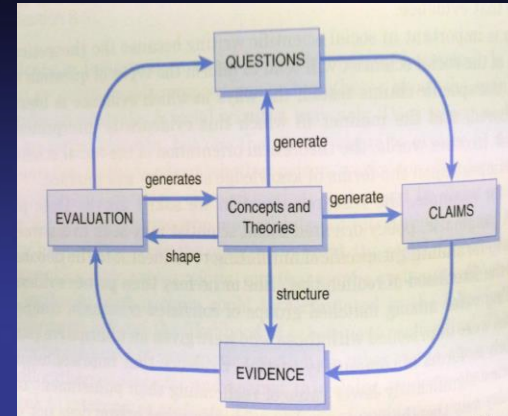 QUESTIONS
generate
generates
generate
EVALUATION
Concepts and
Theories
CLAIMS
shape
structure
EVIDENCE